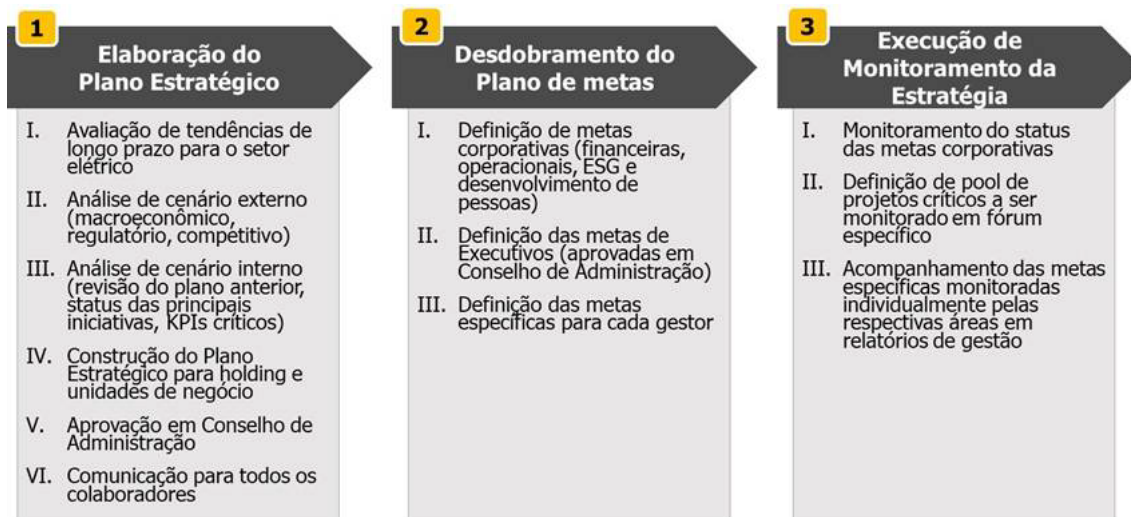 1
Elaboração do
Plano Estratégico
I. Avaliação de tendências de
longo prazo para o setor
elétrico
II. Análise de cenário externo
(macroeconômico,
regulatório, competitivo)
III. Análise de cenário interno
(revisão do plano anterior,
status das principais
iniciativas, KPIs críticos)
IV. Construção do Plano
Estratégico para holding e
unidades de negócio
V. Aprovação em Conselho de
Administração
VI. Comunicação para todos os
colaboradores
2
Desdobramento do
Plano de metas
I. Definição de metas
corporativas (financeiras,
operacionais, ESG e
desenvolvimento de
pessoas)
II. Definição das metas de
Executivos (aprovadas em
Conselho de Administração)
III. Definição das metas
específicas para cada gestor
3
Execução de
Monitoramento da
Estratégia
I. Monitoramento do status
das metas corporativas
II. Definição de pool de
projetos críticos a ser
monitorado em fórum
específico
III. Acompanhamento das metas
específicas monitoradas
individualmente pelas
respectivas áreas em
relatórios de gestão